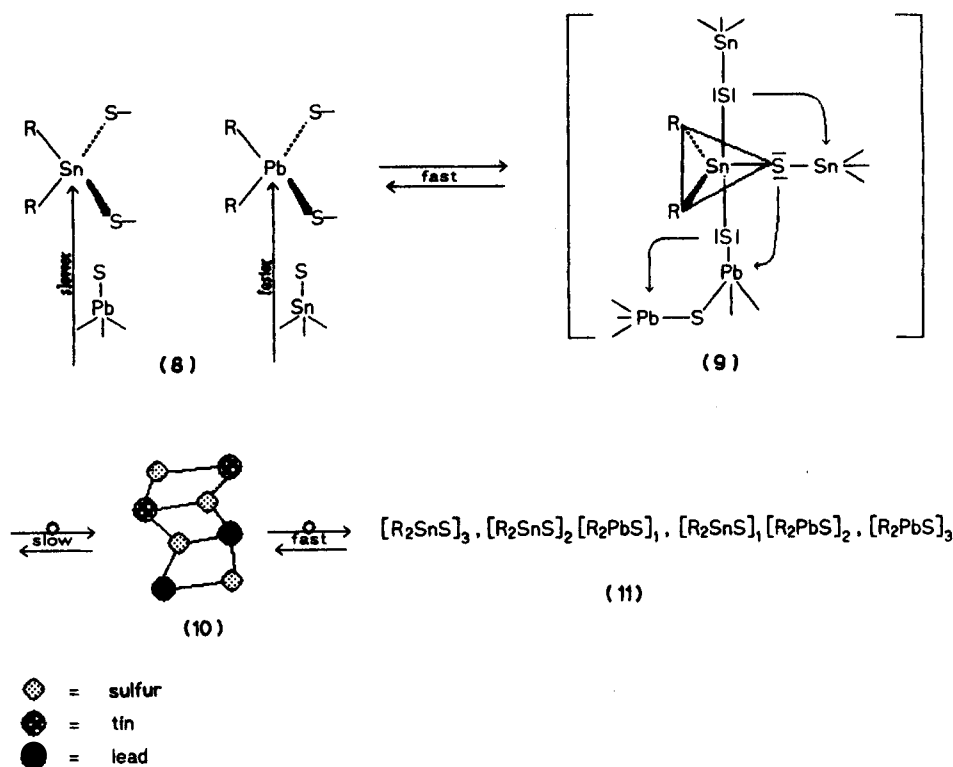 Sn
|S|
S— S—
R R R
Sn Pb Sn S Sn
fast
R R R
S— S— |S|
slower faster
S S Pb
Pb Sn Pb S
(8) (9)
slow fast [R₂SnS]₃, [R₂SnS]₂[R₂PbS]₁, [R₂SnS]₁[R₂PbS]₂, [R₂PbS]₃
(10) (11)
= sulfur
= tin
= lead